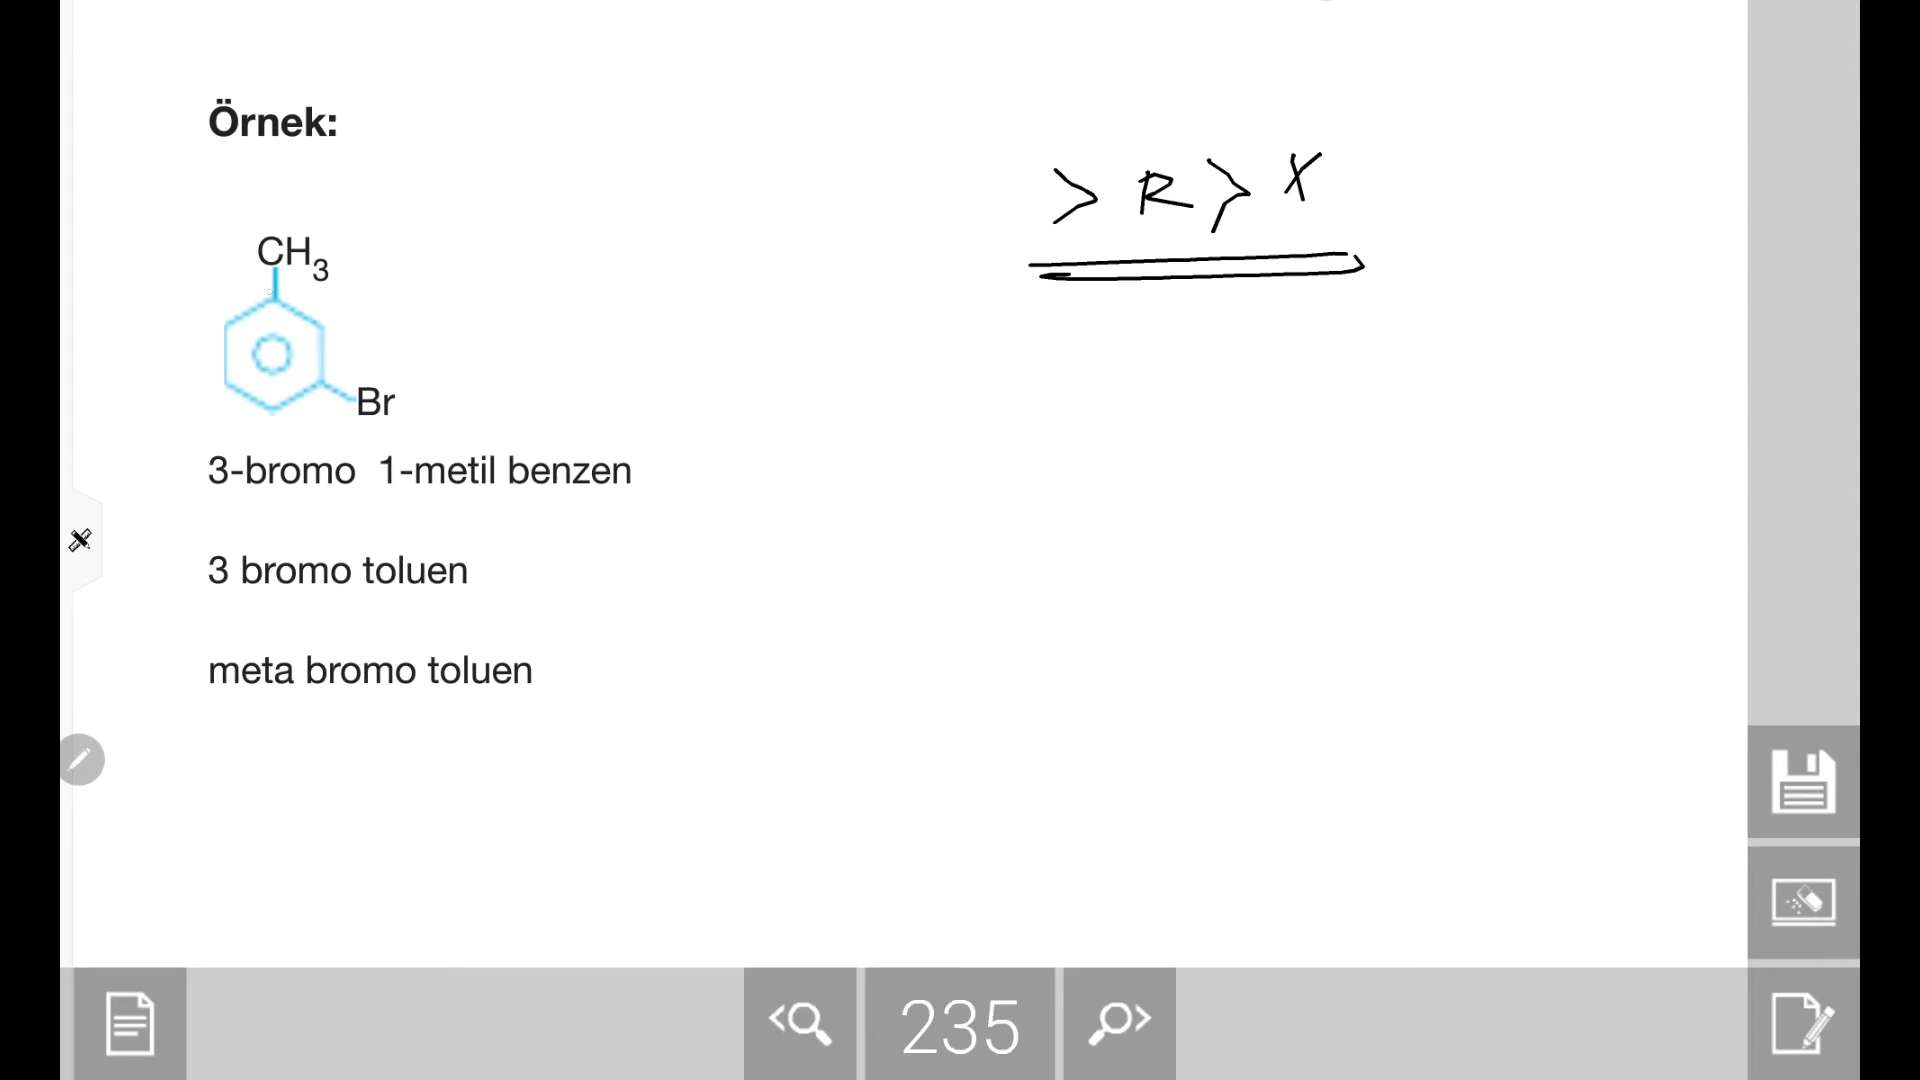 Örnek:
> R > X
CH3
Br
3-bromo 1-metil benzen
3 bromo toluen
meta bromo toluen
235